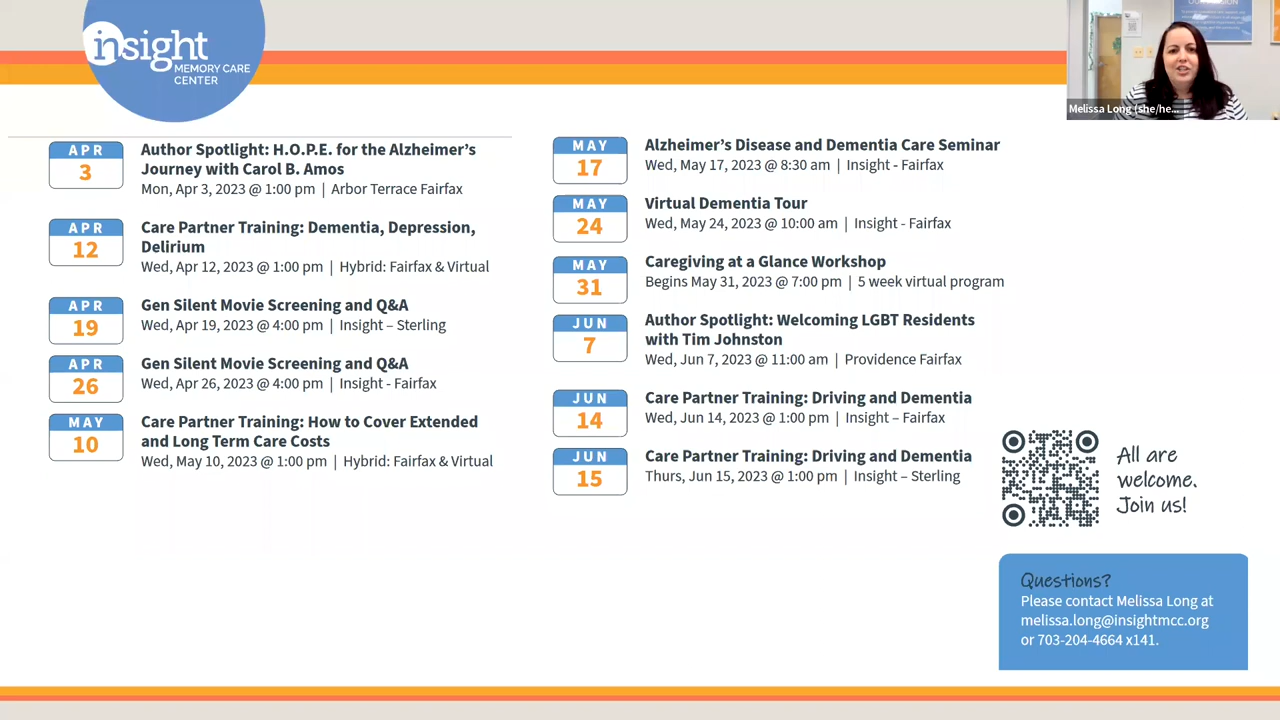 insight
MEMORY CARE
CENTER
Melissa Long (she/he...
APR
3
Author Spotlight: H.O.P.E. for the Alzheimer's
Journey with Carol B. Amos
Mon, Apr 3, 2023 @ 1:00 pm | Arbor Terrace Fairfax
APR
12
Care Partner Training: Dementia, Depression,
Delirium
Wed, Apr 12, 2023 @ 1:00 pm | Hybrid: Fairfax & Virtual
APR
19
Gen Silent Movie Screening and Q&A
Wed, Apr 19, 2023 @ 4:00 pm | Insight – Sterling
APR
26
Gen Silent Movie Screening and Q&A
Wed, Apr 26, 2023 @ 4:00 pm | Insight - Fairfax
MAY
10
Care Partner Training: How to Cover Extended
and Long Term Care Costs
Wed, May 10, 2023 @ 1:00 pm | Hybrid: Fairfax & Virtual
MAY
17
Alzheimer's Disease and Dementia Care Seminar
Wed, May 17, 2023 @ 8:30 am | Insight - Fairfax
MAY
24
Virtual Dementia Tour
Wed, May 24, 2023 @ 10:00 am | Insight - Fairfax
MAY
31
Caregiving at a Glance Workshop
Begins May 31, 2023 @ 7:00 pm | 5 week virtual program
JUN
7
Author Spotlight: Welcoming LGBT Residents
with Tim Johnston
Wed, Jun 7, 2023 @ 11:00 am | Providence Fairfax
JUN
14
Care Partner Training: Driving and Dementia
Wed, Jun 14, 2023 @ 1:00 pm | Insight – Fairfax
JUN
15
Care Partner Training: Driving and Dementia
Thurs, Jun 15, 2023 @ 1:00 pm | Insight – Sterling
All are
welcome.
Join us!
Questions?
Please contact Melissa Long at
melissa.long@insightmcc.org
or 703-204-4664 x141.